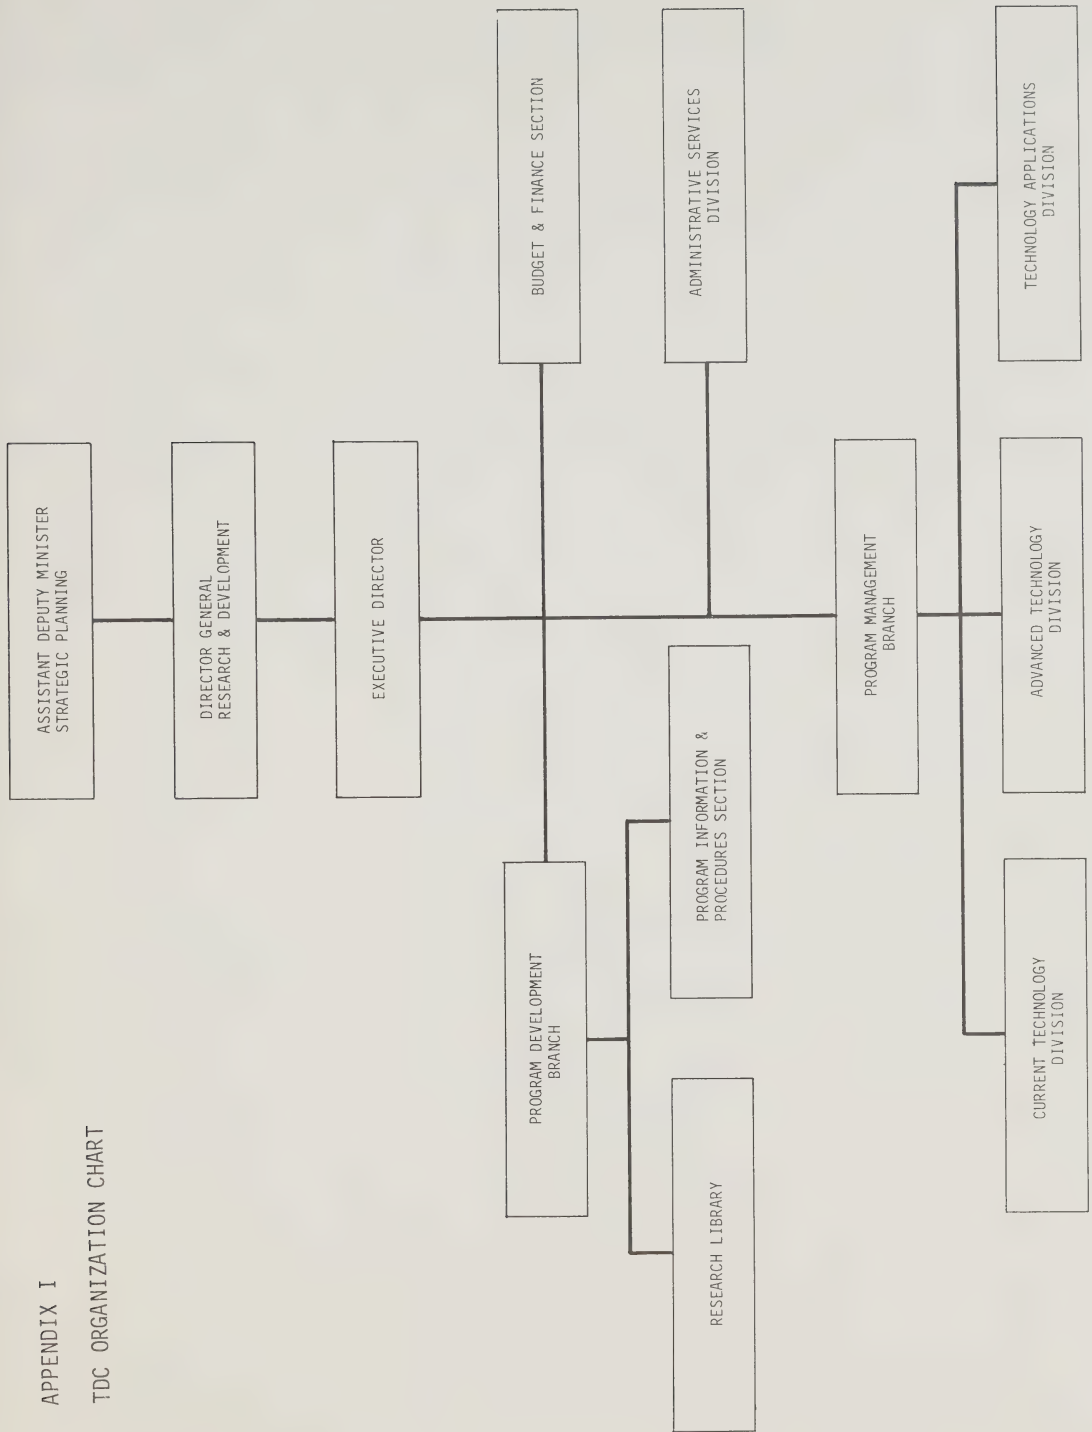 APPENDIX I
TDC ORGANIZATION CHART
ASSISTANT DEPUTY MINISTER
STRATEGIC PLANNING
DIRECTOR GENERAL
RESEARCH & DEVELOPMENT
EXECUTIVE DIRECTOR
PROGRAM DEVELOPMENT
BRANCH
BUDGET & FINANCE SECTION
RESEARCH LIBRARY
PROGRAM INFORMATION &
PROCEDURES SECTION
ADMINISTRATIVE SERVICES
DIVISION
PROGRAM MANAGEMENT
BRANCH
CURRENT TECHNOLOGY
DIVISION
ADVANCED TECHNOLOGY
DIVISION
TECHNOLOGY APPLICATIONS
DIVISION